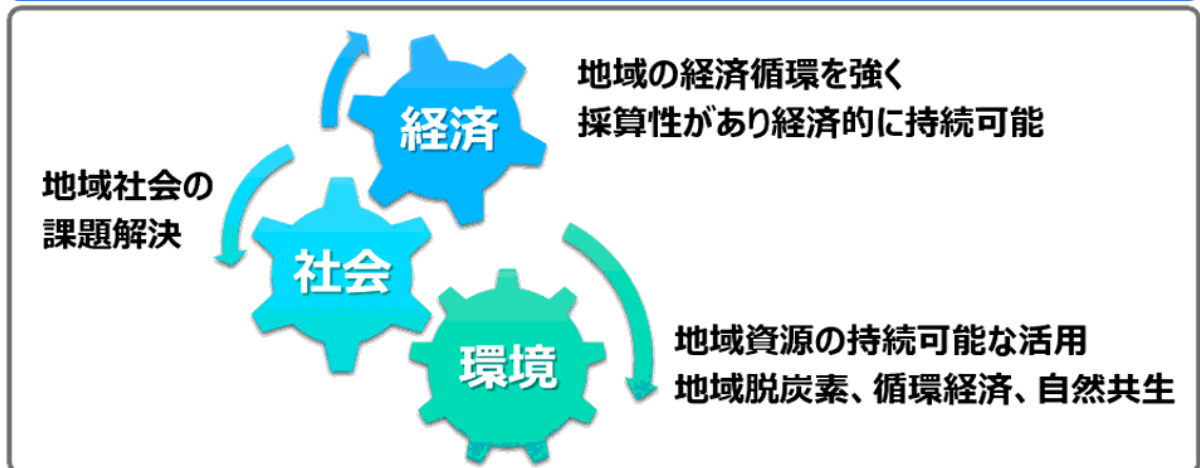 経済
地域の経済循環を強く
採算性があり経済的に持続可能
地域社会の
課題解決
社会
環境
地域資源の持続可能な活用
地域脱炭素、循環経済、自然共生